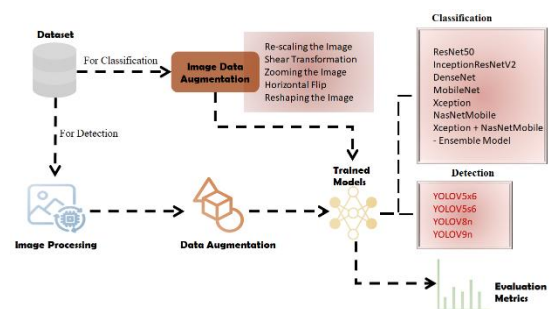 Classification
Dataset
For Classification
Image Data
Augmentation
Re-scaling the Image
Shear Transformation
Zooming the Image
Horizontal Flip
Reshaping the Image
ResNet50
InceptionResNetV2
DenseNet
MobileNet
Xception
NasNetMobile
Xception + NasNetMobile
- Ensemble Model
For Detection
Trained
Models
Detection
YOLOV5x6
YOLOV5s6
YOLOV8n
YOLOV9n
Image Processing
Data Augmentation
Evaluation
Metrics